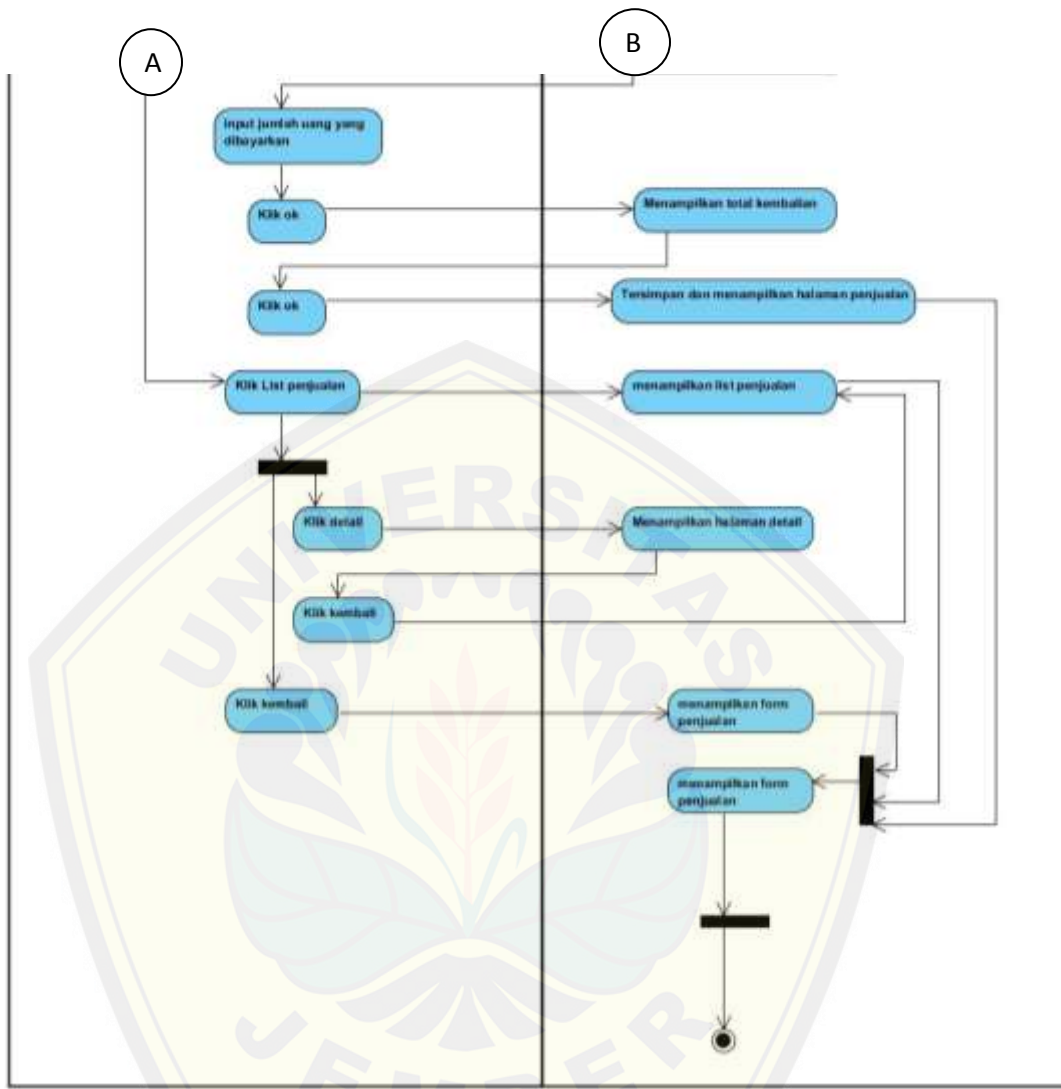 A
B
Input jumlah uang yang
dibayarkan
Klik ok
Menampilkan total kembalian
Klik ok
Tersimpan dan menampilkan halaman penjualan
Klik List penjualan
menampilkan list penjualan
Klik detail
Menampilkan halaman detail
Klik kembali
Klik kembali
menampilkan form
penjualan
menampilkan form
penjualan
UNIVERSITAS
JEMBER